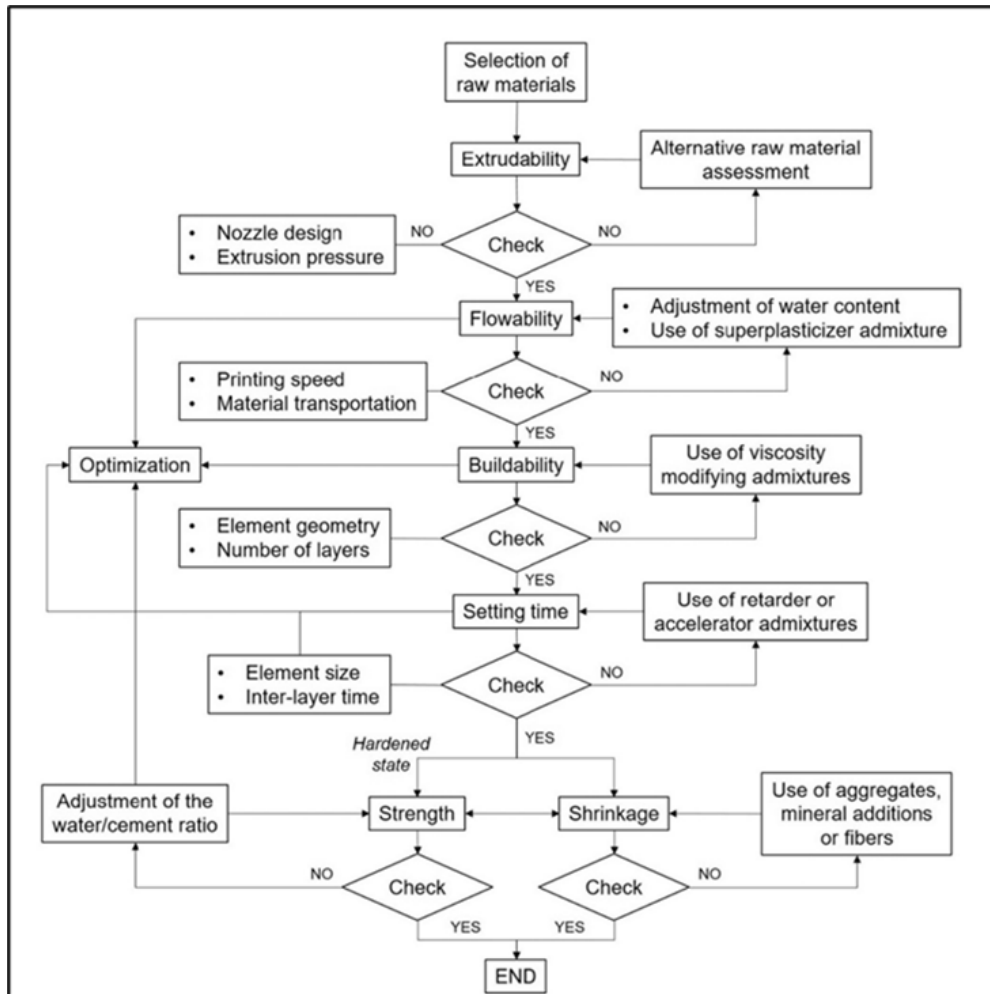 Selection of
raw materials
Extrudability
Alternative raw material
assessment
• Nozzle design
• Extrusion pressure
NO
Check
NO
YES
Flowability
• Adjustment of water content
• Use of superplasticizer admixture
• Printing speed
• Material transportation
Check
NO
YES
Optimization
Buildability
Use of viscosity
modifying admixtures
• Element geometry
• Number of layers
Check
NO
YES
Setting time
Use of retarder or
accelerator admixtures
• Element size
• Inter-layer time
Check
NO
YES
Hardened
state
Adjustment of the
water/cement ratio
Strength
Shrinkage
Use of aggregates,
mineral additions
or fibers
NO
Check
Check
NO
YES
YES
END